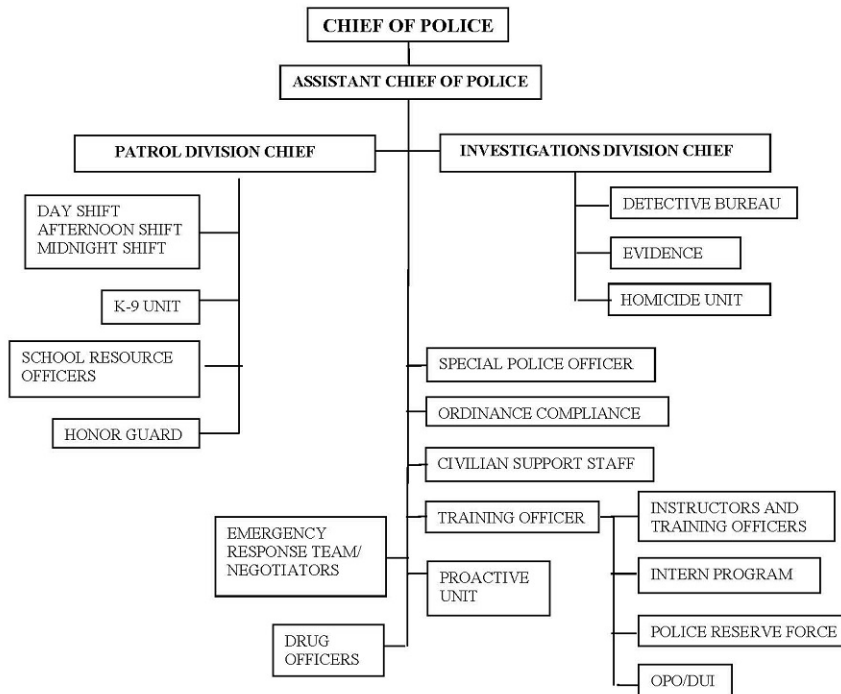 CHIEF OF POLICE
ASSISTANT CHIEF OF POLICE
PATROL DIVISION CHIEF
INVESTIGATIONS DIVISION CHIEF
DAY SHIFT
AFTERNOON SHIFT
MIDNIGHT SHIFT
K-9 UNIT
SCHOOL RESOURCE
OFFICERS
HONOR GUARD
DETECTIVE BUREAU
EVIDENCE
HOMICIDE UNIT
SPECIAL POLICE OFFICER
ORDINANCE COMPLIANCE
CIVILIAN SUPPORT STAFF
TRAINING OFFICER
INSTRUCTORS AND
TRAINING OFFICERS
INTERN PROGRAM
POLICE RESERVE FORCE
OPO/DUI
EMERGENCY
RESPONSE TEAM/
NEGOTIATORS
PROACTIVE
UNIT
DRUG
OFFICERS